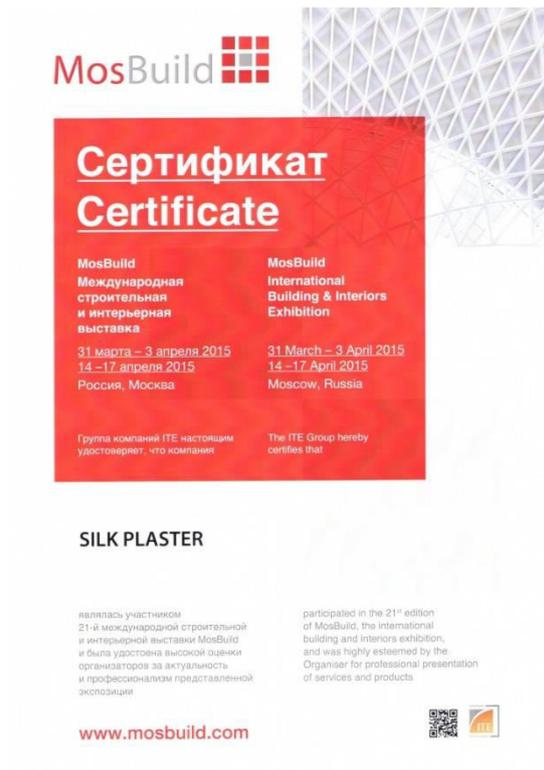 MosBuild
Сертификат
Certificate
MosBuild
Международная
строительная
и интерьерная
выставка
31 марта – 3 апреля 2015
14 –17 апреля 2015
Россия, Москва
Группа компаний ITE настоящим
удостоверяет, что компания
MosBuild
International
Building & Interiors
Exhibition
31 March – 3 April 2015
14 –17 April 2015
Moscow, Russia
The ITE Group hereby
certifies that
SILK PLASTER
являлась участником
21-й международной строительной
и интерьерной выставки MosBuild
и была удостоена высокой оценки
организаторов за актуальность
и профессионализм представленной
экспозиции
participated in the 21st edition
of MosBuild, the international
building and interiors exhibition,
and was highly esteemed by the
Organiser for professional presentation
of services and products
www.mosbuild.com
ITE